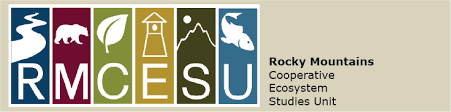 RMCESU
Rocky Mountains
Cooperative
Ecosystem
Studies Unit